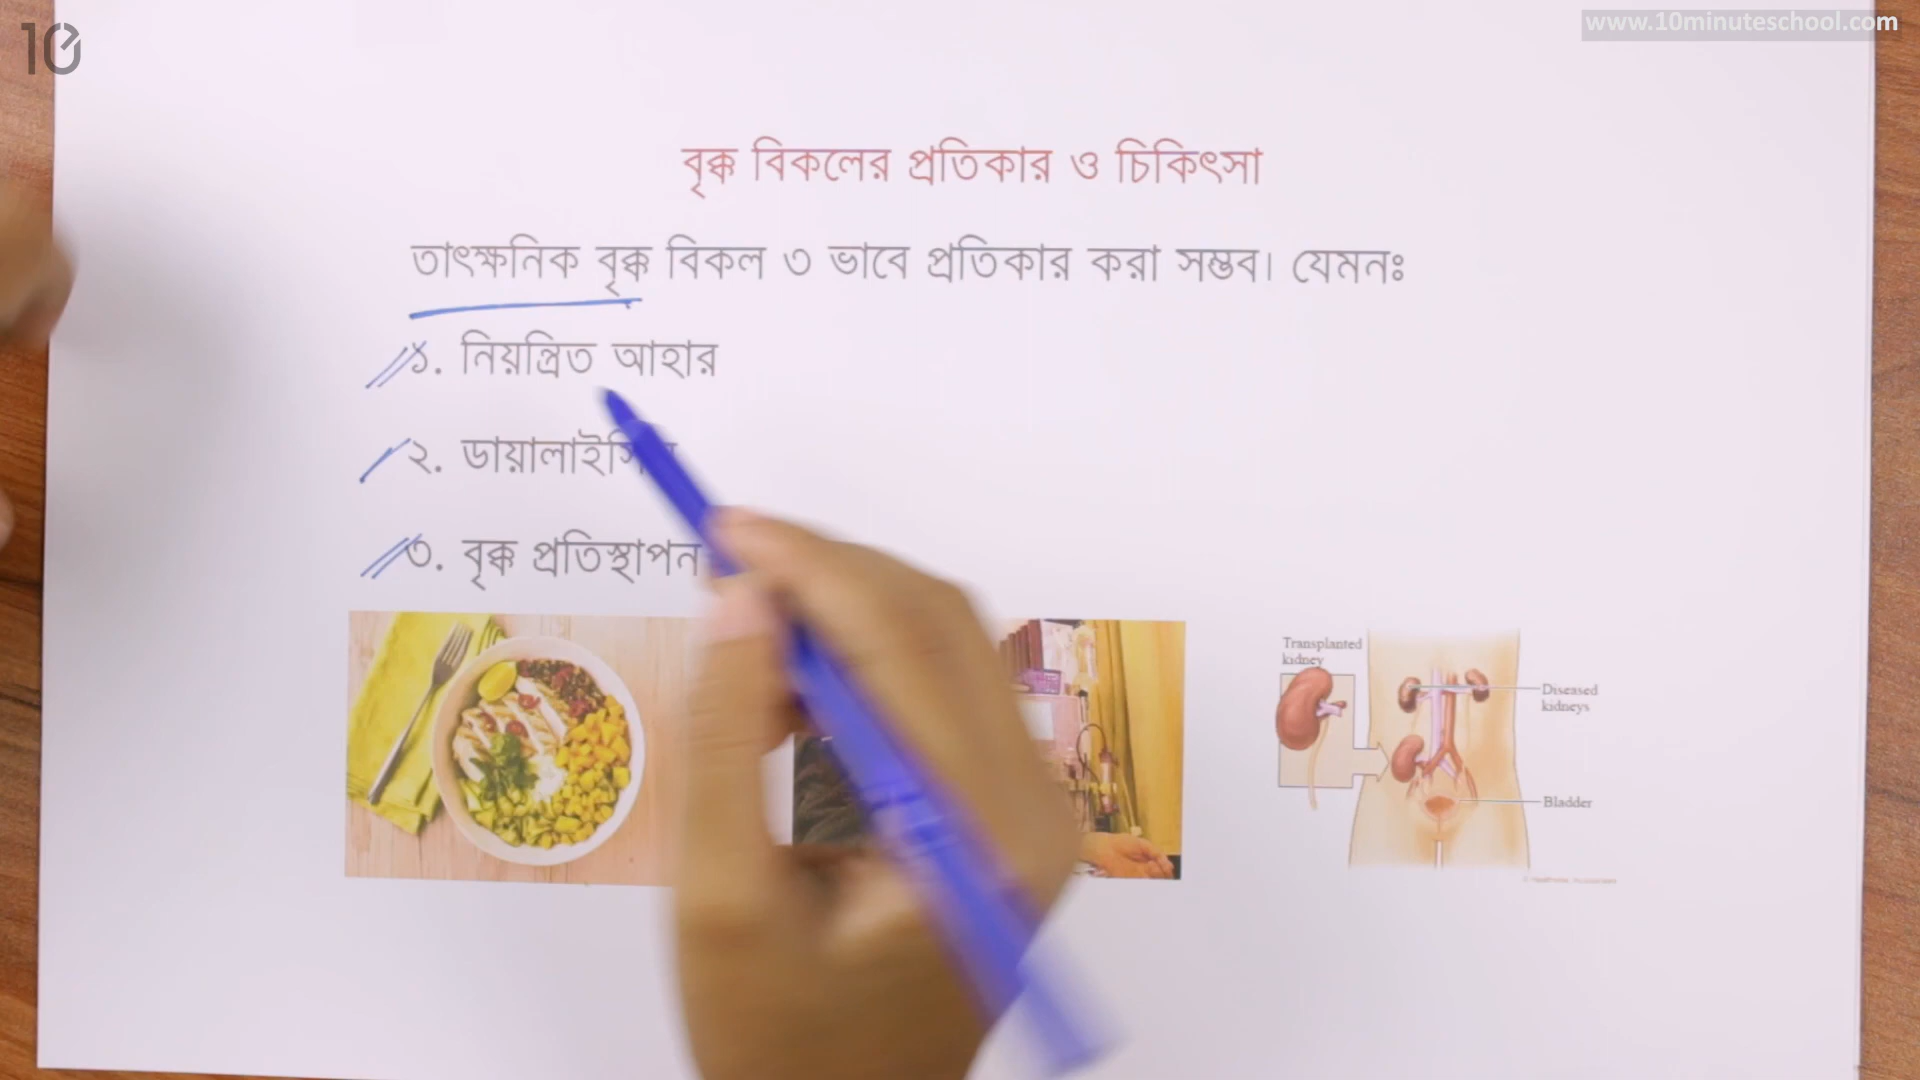 10
www.10minuteschool.com
বৃক্ক বিকলের প্রতিকার ও চিকিৎসা
তাৎক্ষনিক বৃক্ক বিকল ৩ ভাবে প্রতিকার করা সম্ভব। যেমনঃ
১. নিয়ন্ত্রিত আহার
২.
৩. বৃক্ক প্রতিস্থাপন
Transplanted
kidney
Diseased
kidneys
Bladder